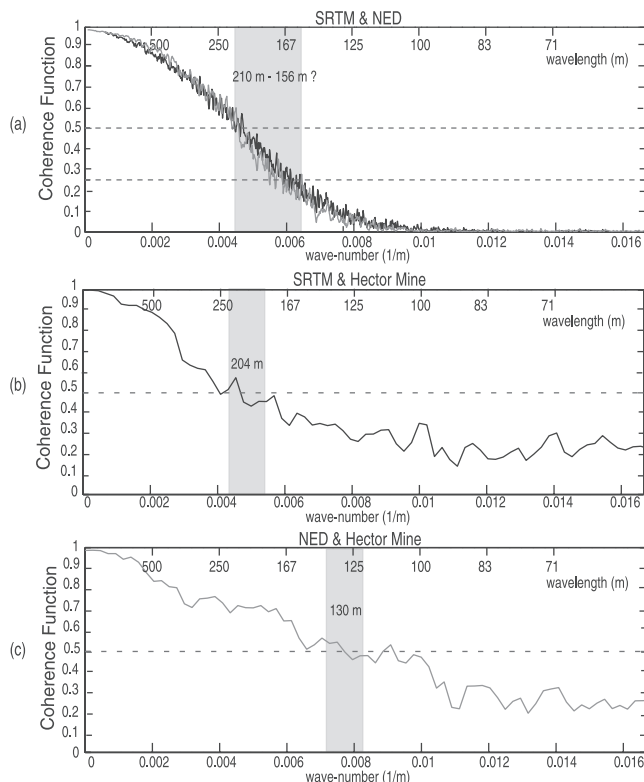 SRTM & NED
(a)
Coherence Function
1
0.9
0.8
0.7
0.6
0.5
0.4
0.3
0.2
0.1
0
500 250 167 125 100 83 71
wavelength (m)
210 m - 156 m ?
0 0.002 0.004 0.006 0.008 0.01 0.012 0.014 0.016
wave-number (1/m)
SRTM & Hector Mine
(b)
Coherence Function
1
0.9
0.8
0.7
0.6
0.5
0.4
0.3
0.2
0.1
0
500 250 167 125 100 83 71
wavelength (m)
204 m
0 0.002 0.004 0.006 0.008 0.01 0.012 0.014 0.016
wave-number (1/m)
NED & Hector Mine
(c)
Coherence Function
1
0.9
0.8
0.7
0.6
0.5
0.4
0.3
0.2
0.1
0
500 250 167 125 100 83 71
wavelength (m)
130 m
0 0.002 0.004 0.006 0.008 0.01 0.012 0.014 0.016
wave-number (1/m)